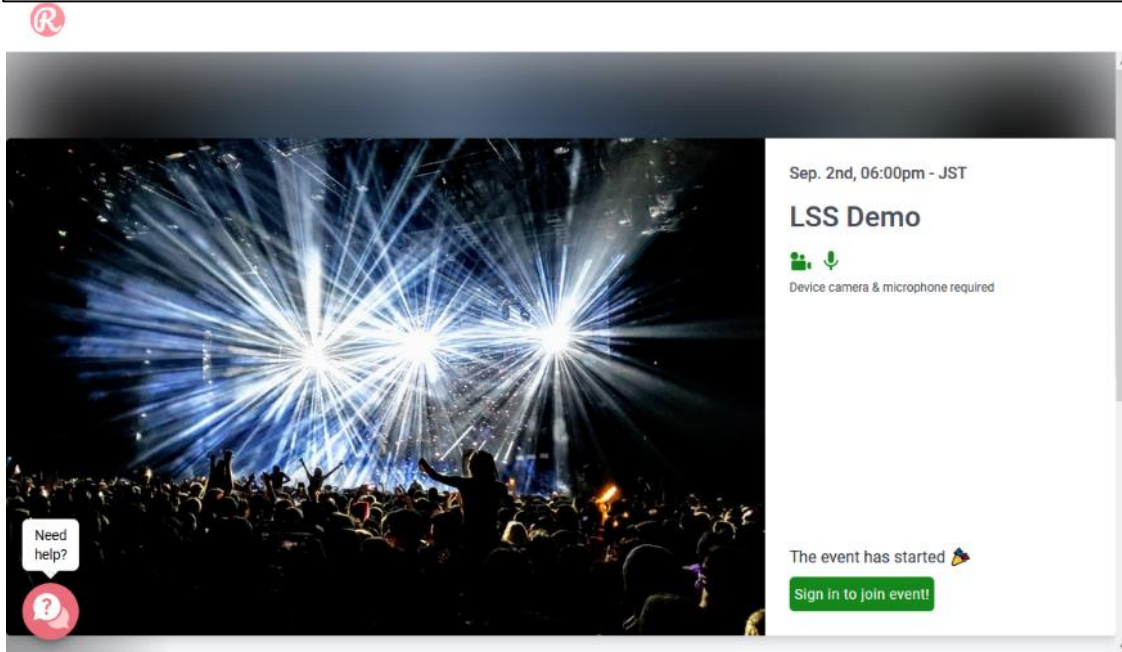 R
Sep. 2nd, 06:00pm - JST
LSS Demo
Device camera & microphone required
The event has started 🎉
Sign in to join event!
Need
help?
?